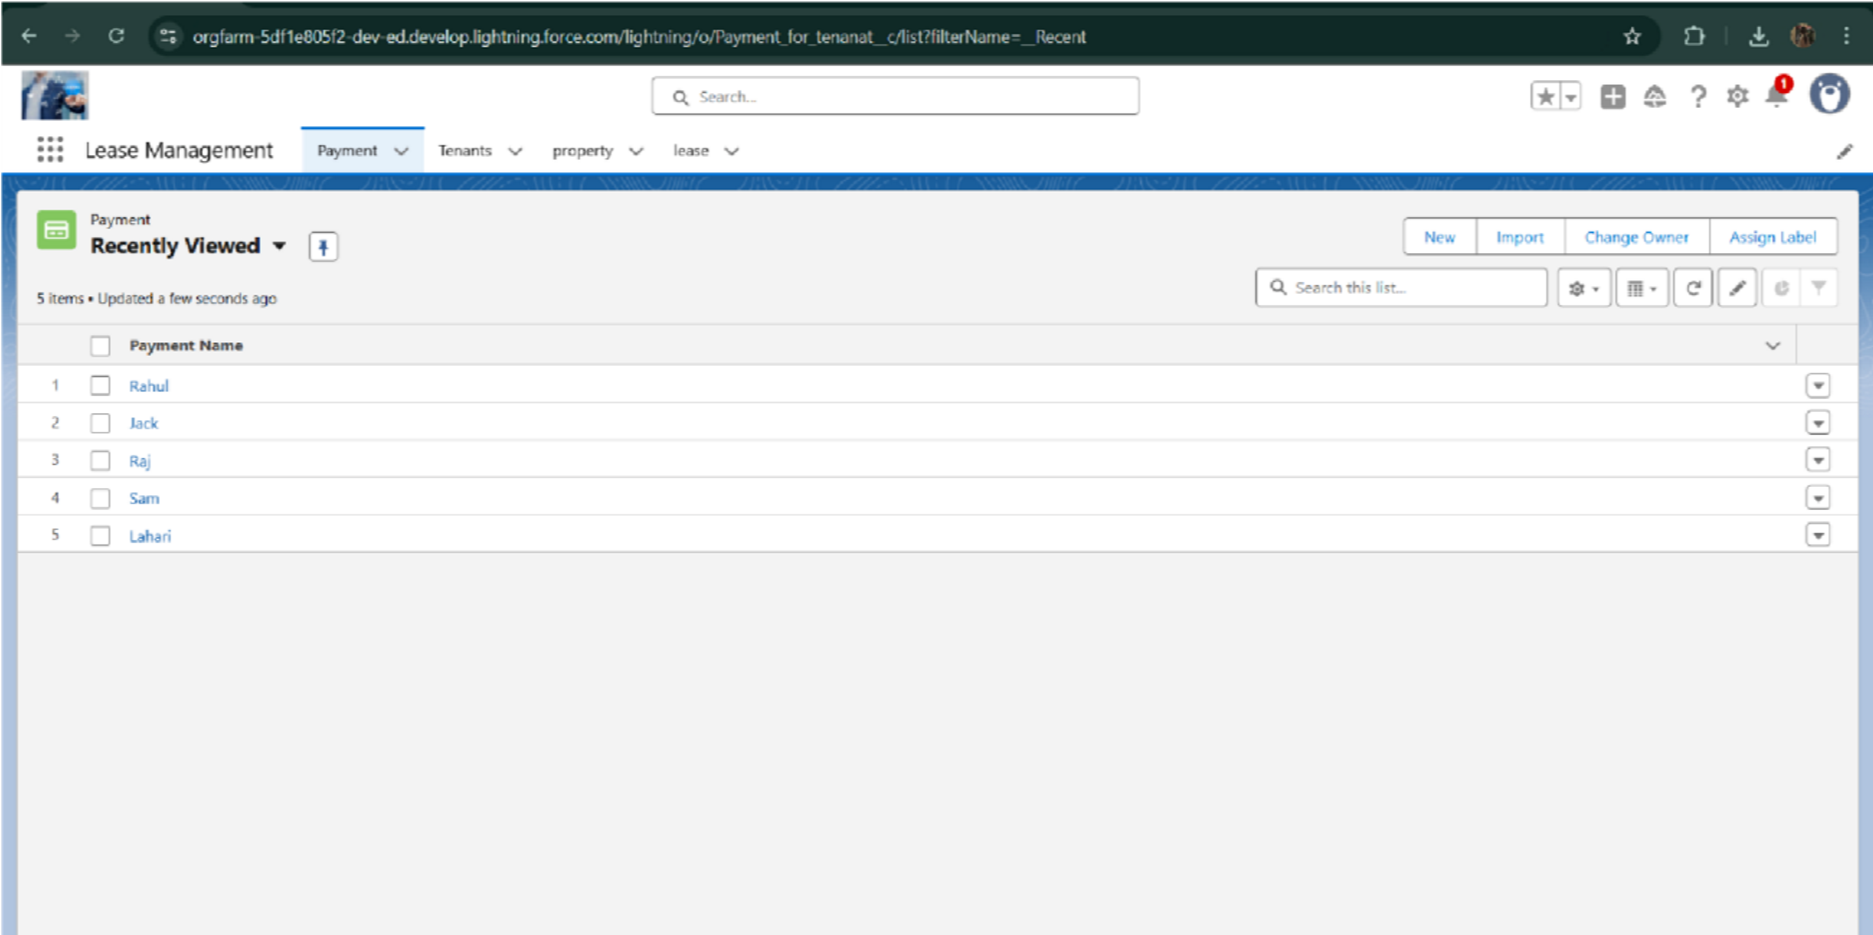 orgfarm-5df1e805f2-dev-ed.develop.lightning.force.com/lightning/o/Payment_for_tenanat__c/list?filterName=__Recent
Search...
1
Lease Management Payment Tenants property lease
Payment
Recently Viewed
New Import Change Owner Assign Label
5 items • Updated a few seconds ago
Search this list...
Payment Name
1 Rahul
2 Jack
3 Raj
4 Sam
5 Lahari